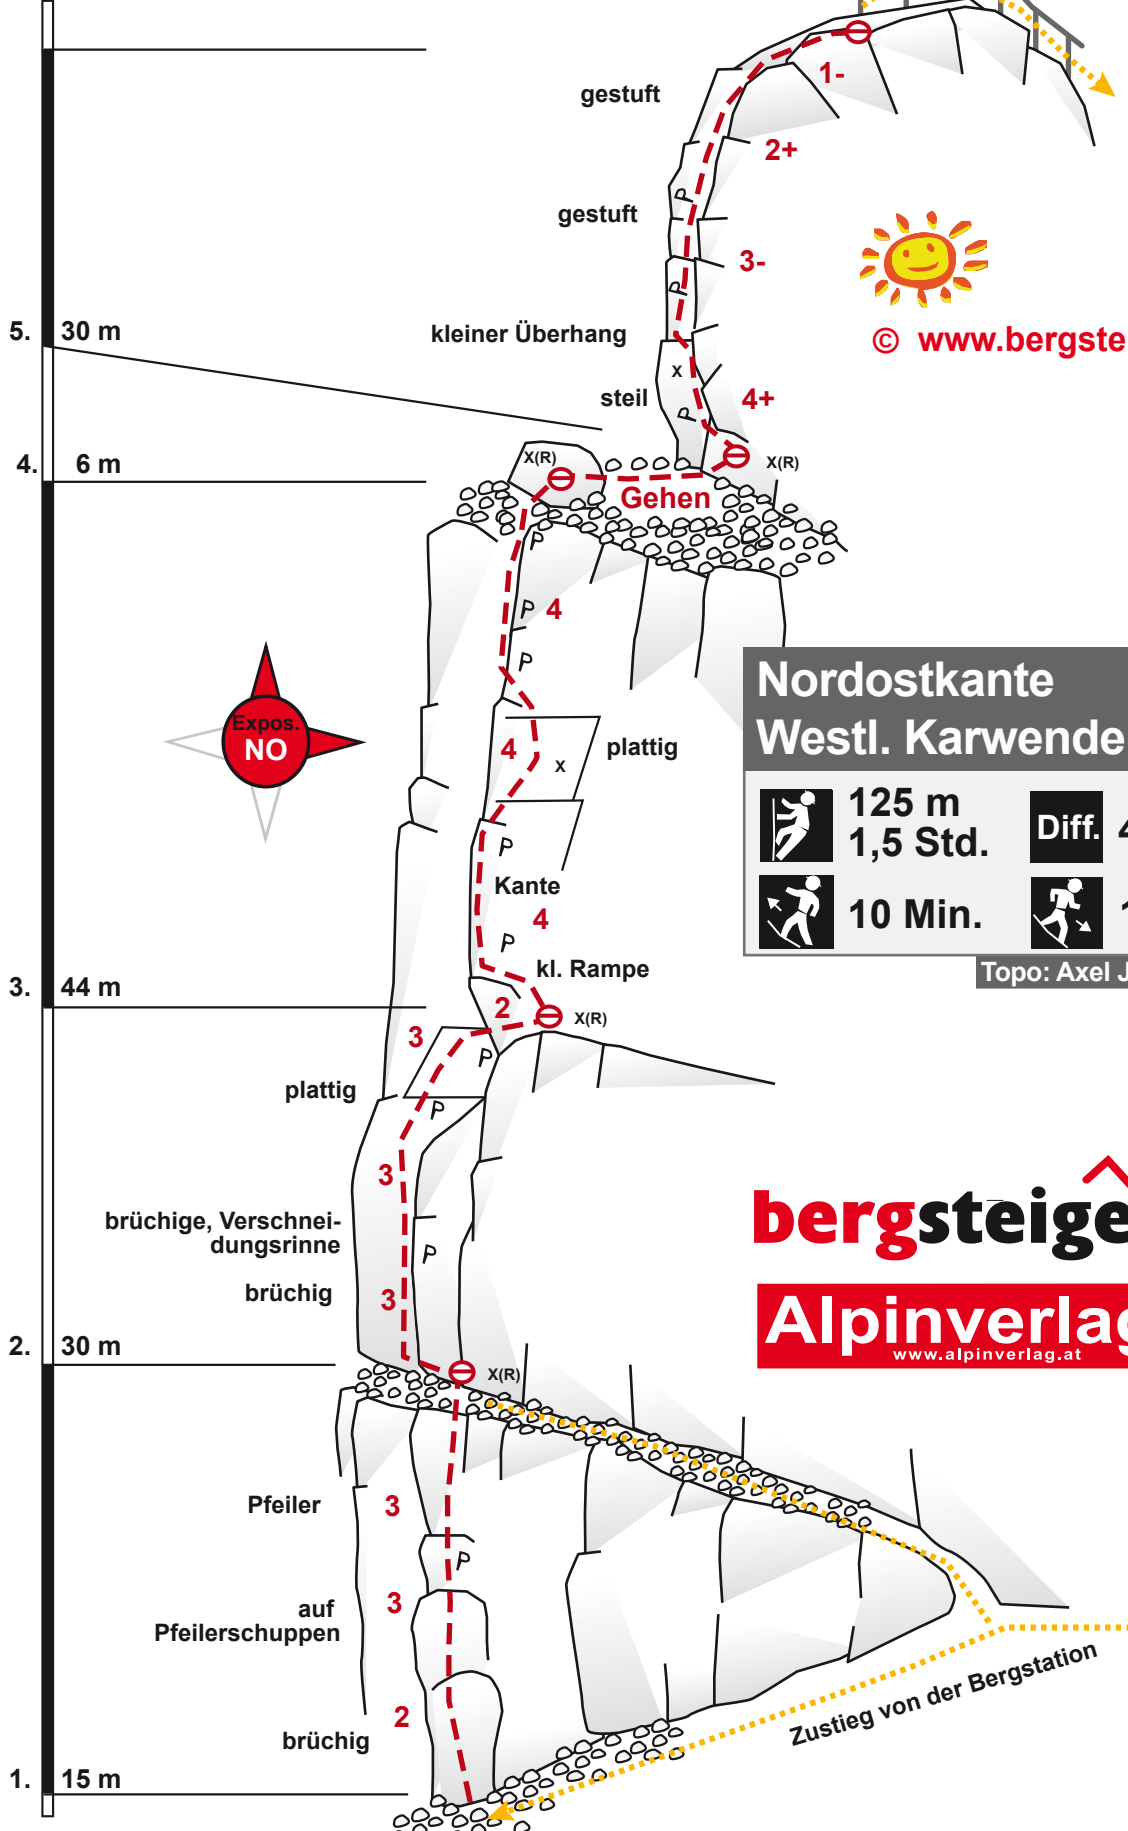 1-
gestuft
2+
gestuft
3-
5. 30 m
kleiner Überhang
© www.bergste
x
steil
4+
4. 6 m
X(R)
X(R)
Gehen
P
P
P
P
4
P
P
Expos.
NO
4
x
plattig
Nordostkante
Westl. Karwende
125 m
1,5 Std.
Diff. 4
10 Min.
1
Topo: Axel J
P
Kante
4
P
kl. Rampe
3. 44 m
2
X(R)
3
P
plattig
P
3
brüchige, Verschnei-
dungsrinne
P
brüchig
3
bergsteige
Alpinverlag
www.alpinverlag.at
2. 30 m
X(R)
Pfeiler
3
P
3
auf
Pfeilerschuppen
Zustieg von der Bergstation
2
brüchig
1. 15 m